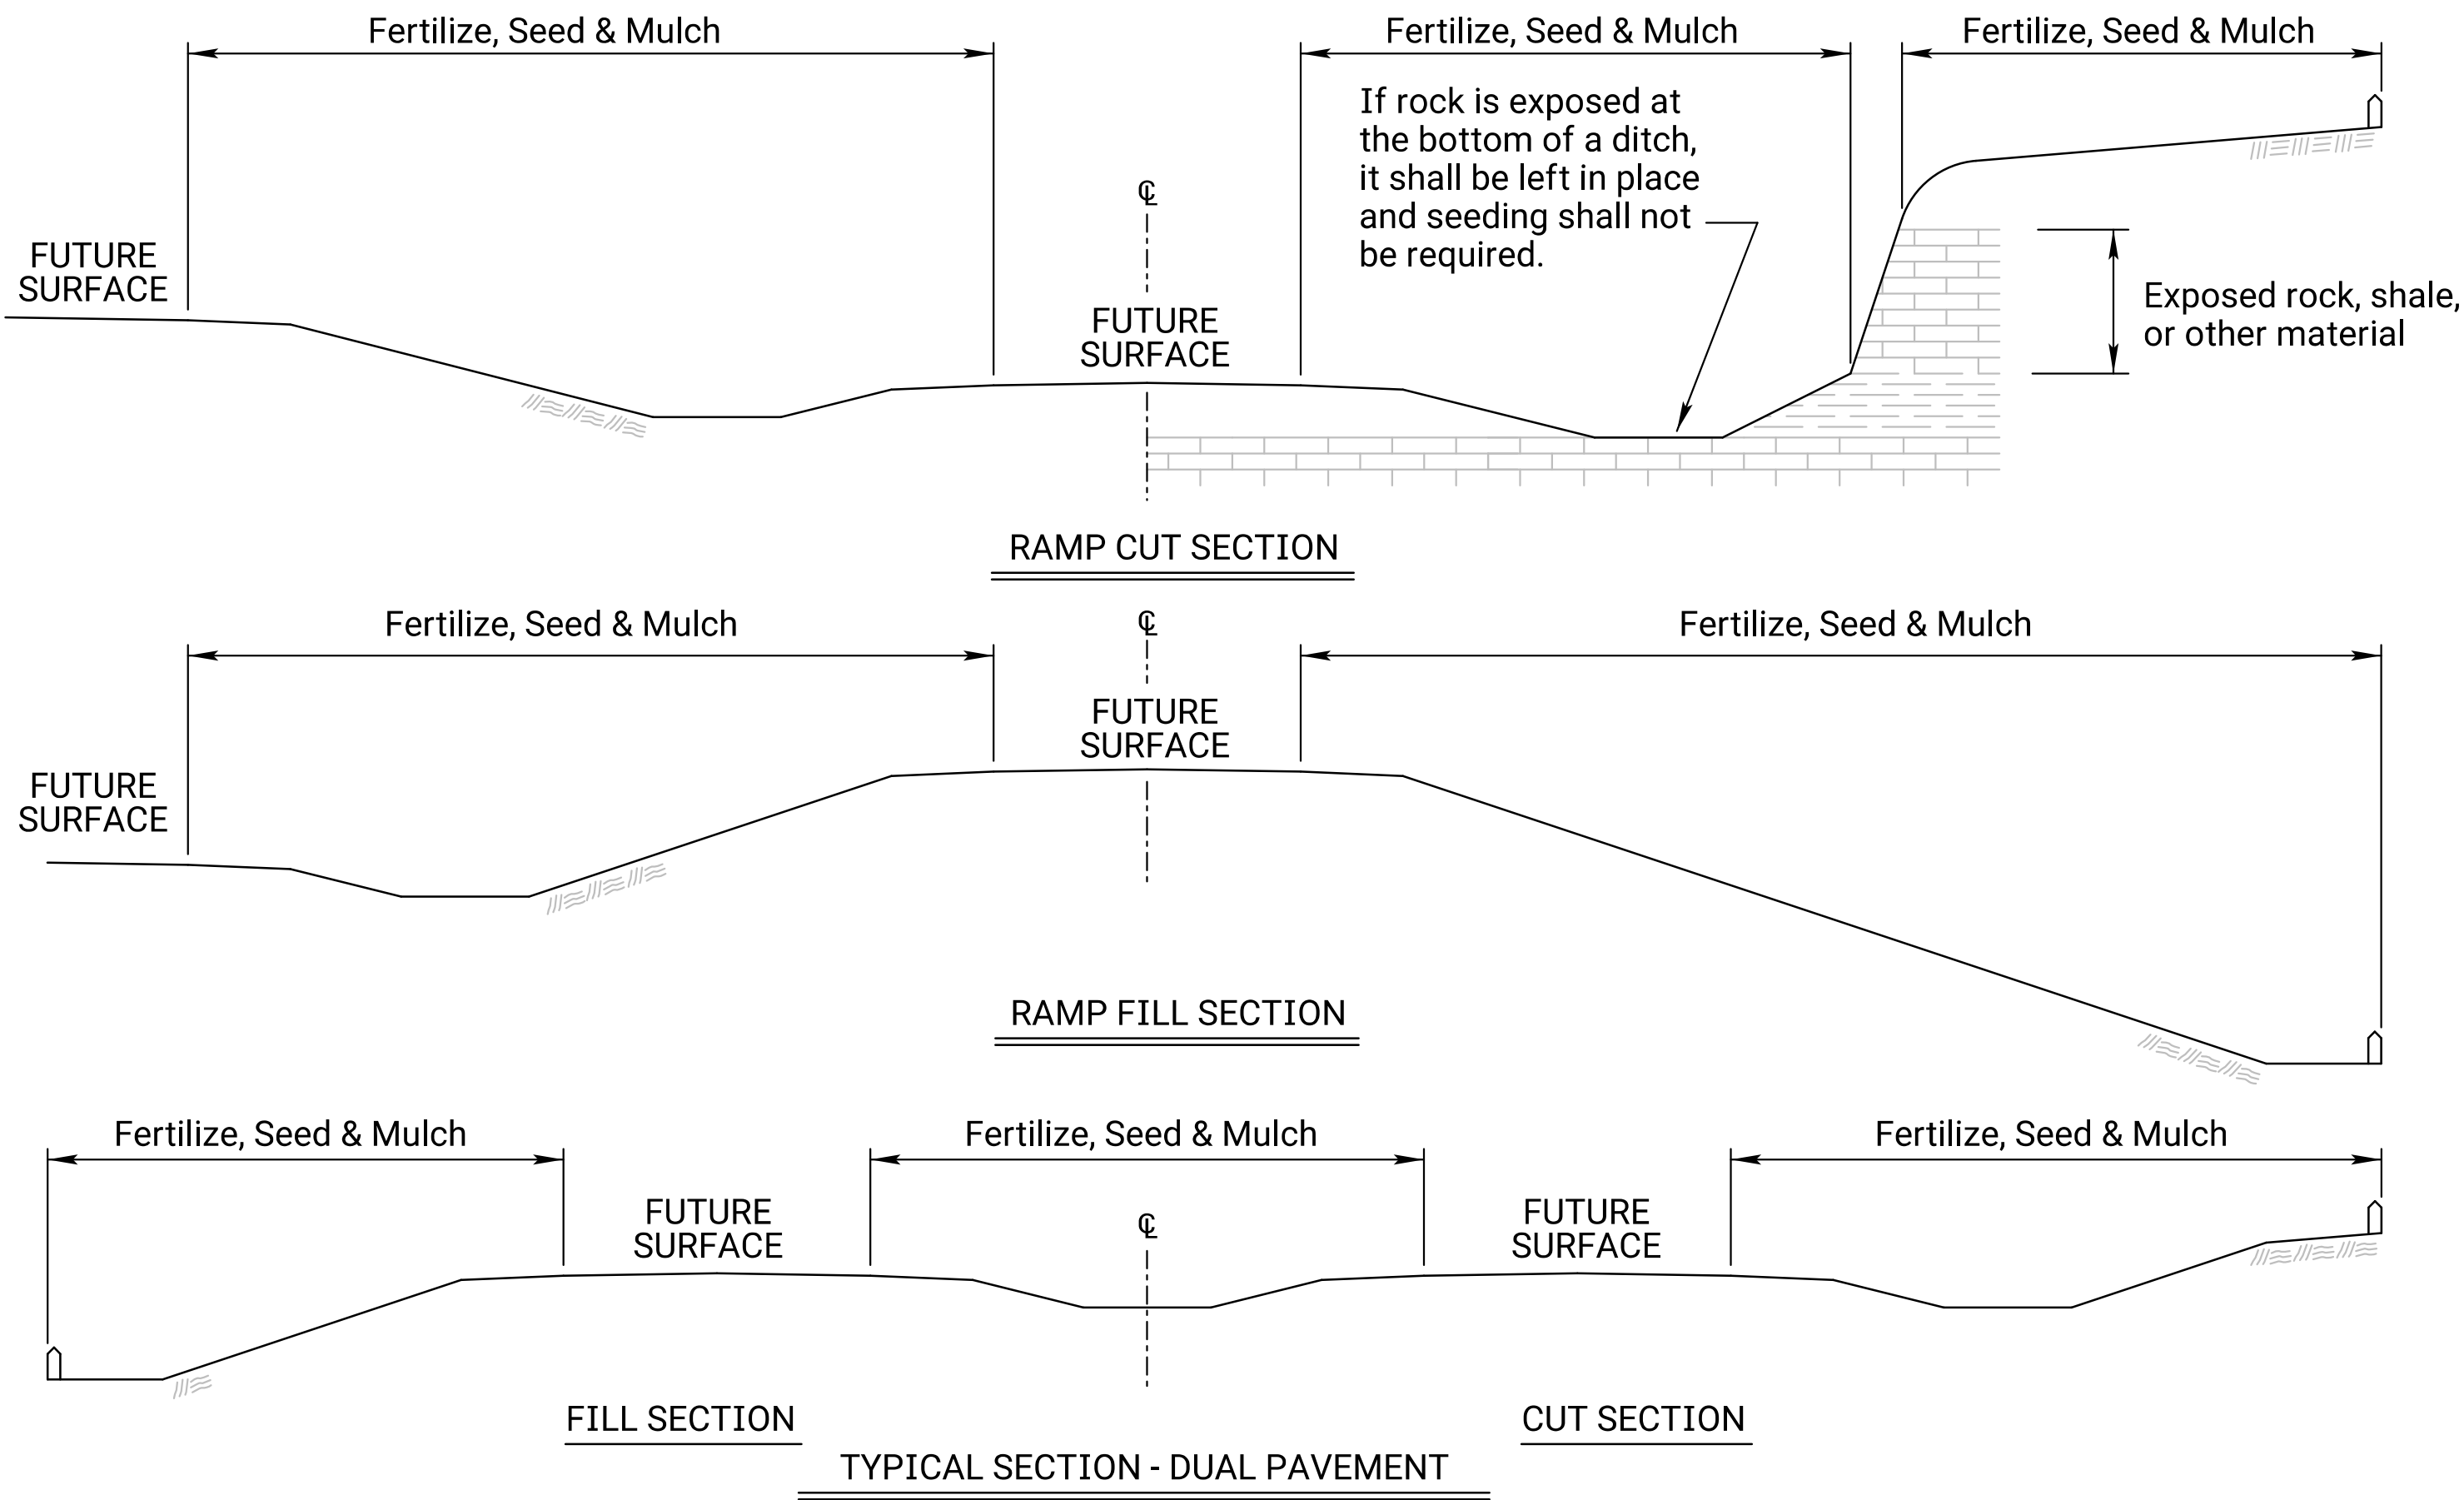 Fertilize, Seed & Mulch
Fertilize, Seed & Mulch
Fertilize, Seed & Mulch
If rock is exposed at
the bottom of a ditch,
it shall be left in place
and seeding shall not
be required.
℄
FUTURE
SURFACE
FUTURE
SURFACE
Exposed rock, shale,
or other material
RAMP CUT SECTION
Fertilize, Seed & Mulch
℄
Fertilize, Seed & Mulch
FUTURE
SURFACE
FUTURE
SURFACE
RAMP FILL SECTION
Fertilize, Seed & Mulch
Fertilize, Seed & Mulch
Fertilize, Seed & Mulch
FUTURE
SURFACE
℄
FUTURE
SURFACE
FILL SECTION
CUT SECTION
TYPICAL SECTION - DUAL PAVEMENT